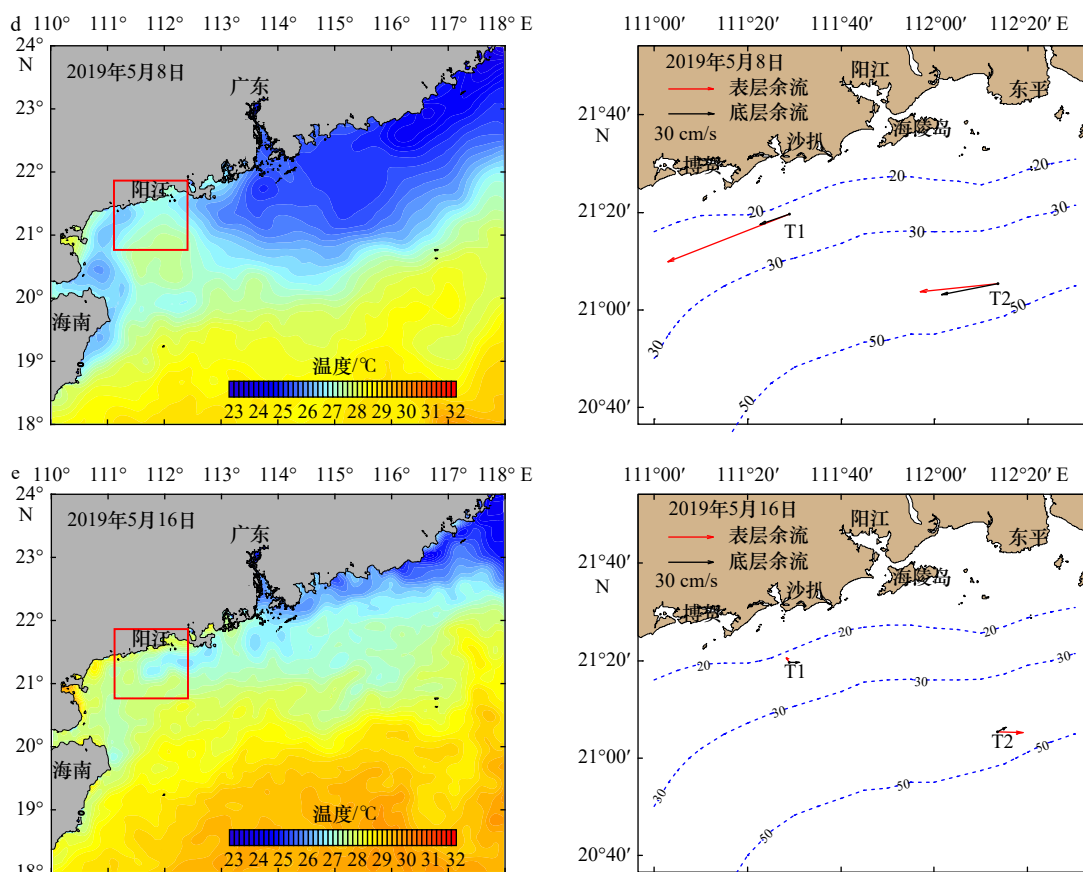 d
110° 111° 112° 113° 114° 115° 116° 117° 118° E
24°
N
23°
22°
21°
20°
19°
18°
2019年5月8日
广东
阳江
海南
温度/℃
23 24 25 26 27 28 29 30 31 32
111°00′ 111°20′ 111°40′ 112°00′ 112°20′ E
21°40′
N
21°20′
21°00′
20°40′
2019年5月8日
表层余流
底层余流
30 cm/s
阳江
东平
海陵岛
沙扒
博贺
20 20 20
30 30 30 30
50 50 50
T1
T2
e
110° 111° 112° 113° 114° 115° 116° 117° 118° E
24°
N
23°
22°
21°
20°
19°
18°
2019年5月16日
广东
阳江
海南
温度/℃
23 24 25 26 27 28 29 30 31 32
111°00′ 111°20′ 111°40′ 112°00′ 112°20′ E
21°40′
N
21°20′
21°00′
20°40′
2019年5月16日
表层余流
底层余流
30 cm/s
阳江
东平
海陵岛
沙扒
博贺
20 20 20
30 30 30 30
50 50 50
T1
T2